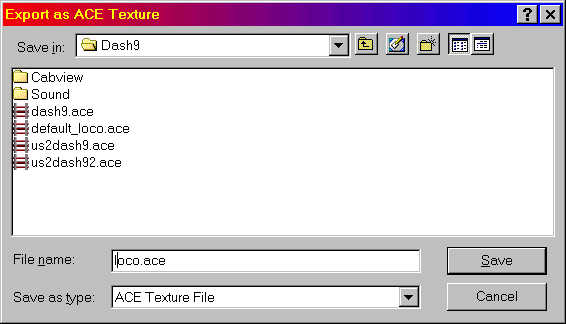 Export as ACE Texture
Save in: Dash9
Cabview
Sound
dash9.ace
default_loco.ace
us2dash9.ace
us2dash92.ace
File name: loco.ace Save
Save as type: ACE Texture File Cancel